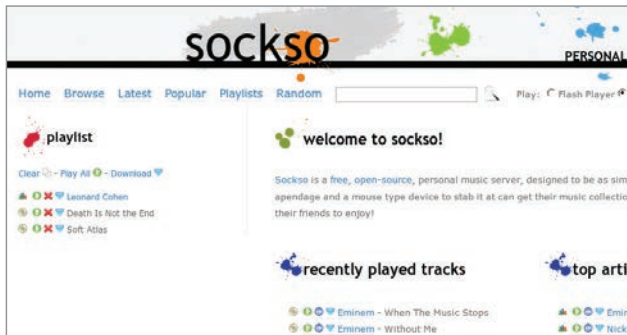 sockso
PERSONAL
Home Browse Latest Popular Playlists Random
Play: Flash Player
playlist
Clear - Play All - Download
Leonard Cohen
Death Is Not the End
Soft Atlas
welcome to sockso!
Sockso is a free, open-source, personal music server, designed to be as sim
apendage and a mouse type device to stab it at can get their music collectio
their friends to enjoy!
recently played tracks
Eminem - When The Music Stops
Eminem - Without Me
top arti
Emin
Nick